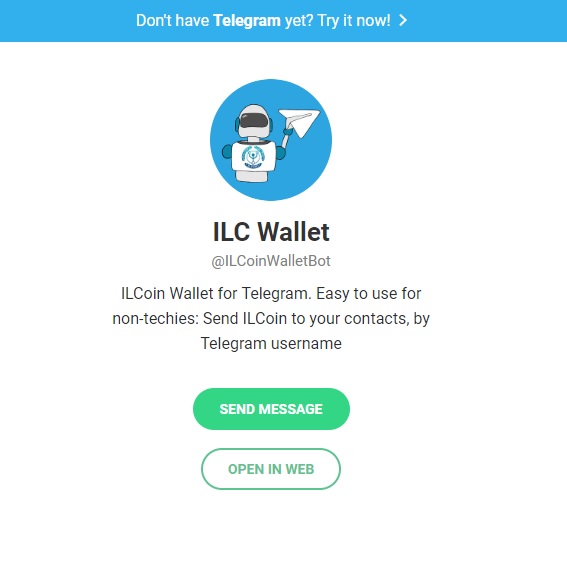 Don't have Telegram yet? Try it now!
ILC Wallet
@ILCoinWalletBot
ILCoin Wallet for Telegram. Easy to use for
non-techies: Send ILCoin to your contacts, by
Telegram username
SEND MESSAGE
OPEN IN WEB